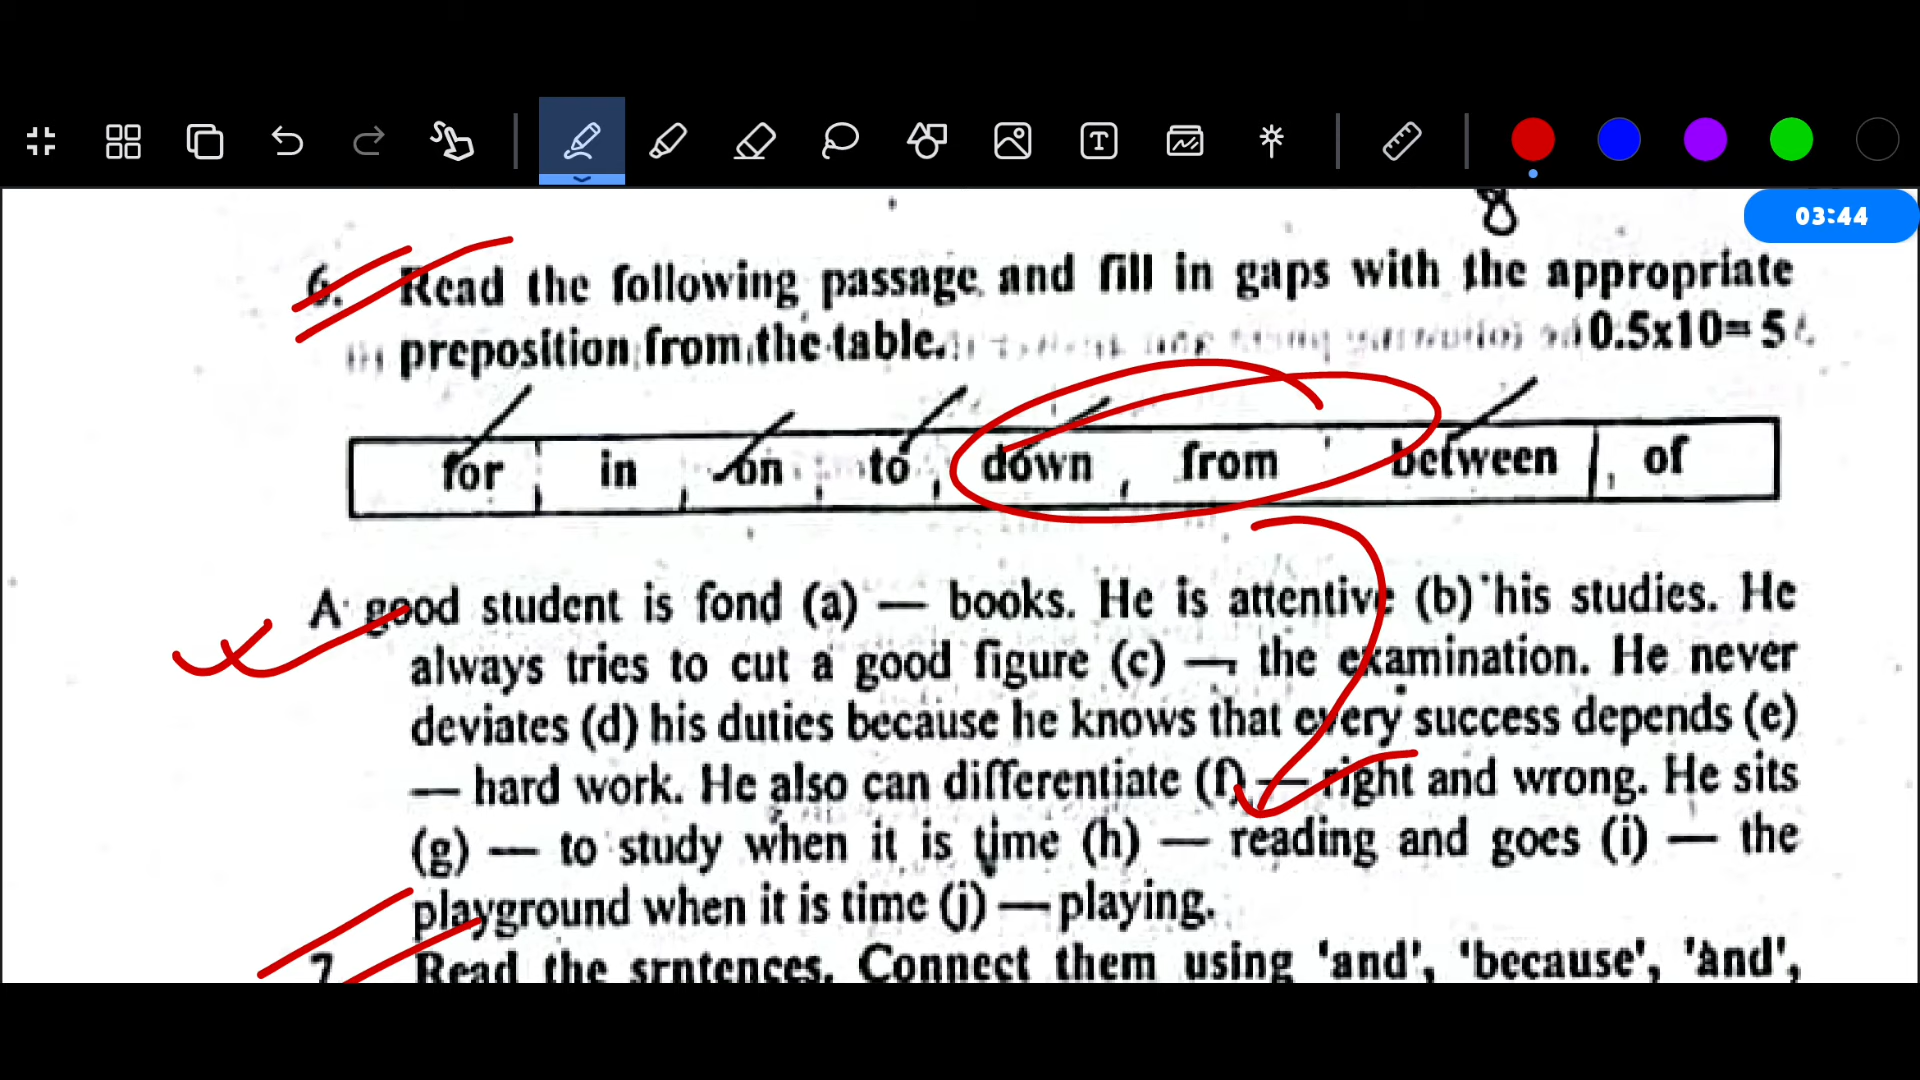 8
03:44
6. Read the following passage and fill in gaps with the appropriate
preposition from the table. 0.5x10= 5
for in on to down from between of
A good student is fond (a) — books. He is attentive (b) his studies. He
always tries to cut a good figure (c) — the examination. He never
deviates (d) his duties because he knows that every success depends (e)
— hard work. He also can differentiate (f) — right and wrong. He sits
(g) — to study when it is time (h) — reading and goes (i) — the
playground when it is time (j) — playing.
7 Read the srntences. Connect them using 'and', 'because', 'and',